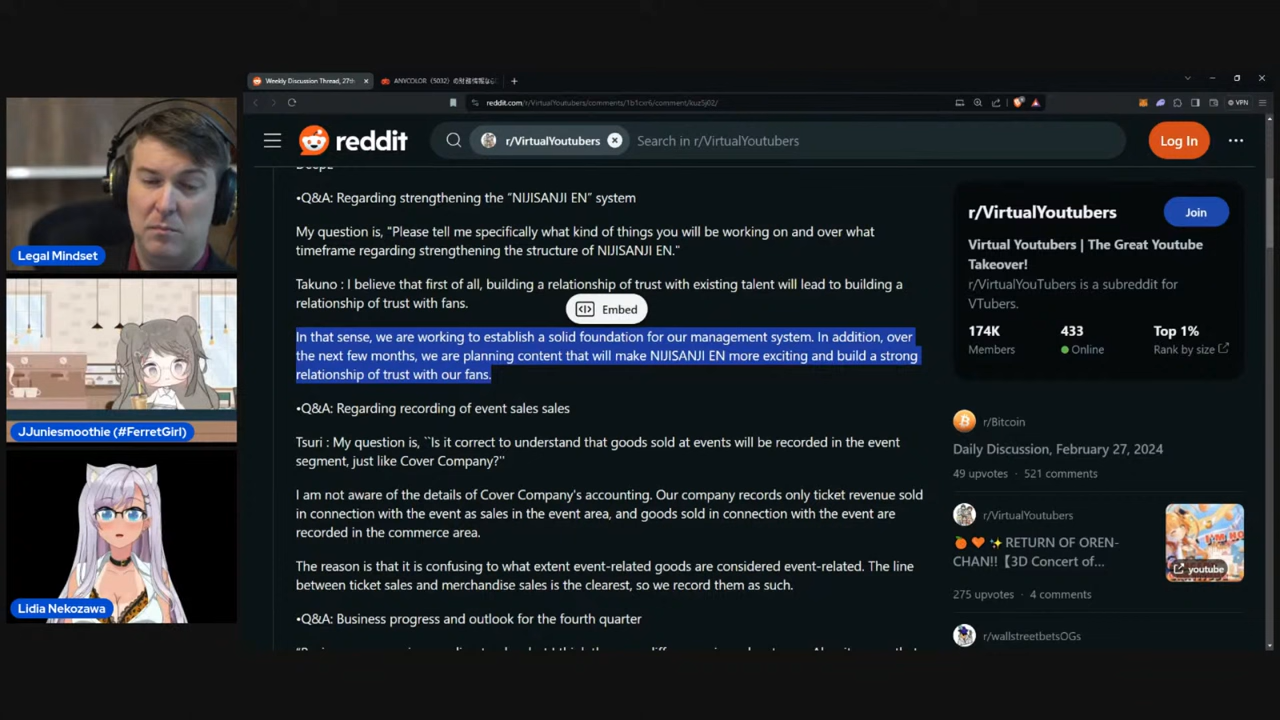 Weekly Discussion Thread, 27th
ANYCOLOR (5032)
reddit.com/r/VirtualYoutubers/comments/1b1cxr6/comment/kuz5j02/
VPN
reddit
r/VirtualYoutubers
Search in r/VirtualYoutubers
Log In
•Q&A: Regarding strengthening the “NIJISANJI EN” system
My question is, "Please tell me specifically what kind of things you will be working on and over what
timeframe regarding strengthening the structure of NIJISANJI EN."
Takuno : I believe that first of all, building a relationship of trust with existing talent will lead to building a
relationship of trust with fans.
Embed
In that sense, we are working to establish a solid foundation for our management system. In addition, over
the next few months, we are planning content that will make NIJISANJI EN more exciting and build a strong
relationship of trust with our fans.
•Q&A: Regarding recording of event sales sales
Tsuri : My question is, ``Is it correct to understand that goods sold at events will be recorded in the event
segment, just like Cover Company?''
I am not aware of the details of Cover Company's accounting. Our company records only ticket revenue sold
in connection with the event as sales in the event area, and goods sold in connection with the event are
recorded in the commerce area.
The reason is that it is confusing to what extent event-related goods are considered event-related. The line
between ticket sales and merchandise sales is the clearest, so we record them as such.
•Q&A: Business progress and outlook for the fourth quarter
r/VirtualYoutubers
Join
Virtual Youtubers | The Great Youtube
Takeover!
r/VirtualYoutubers is a subreddit for
VTubers.
174K
433
Top 1%
Members
Online
Rank by size
r/Bitcoin
Daily Discussion, February 27, 2024
49 upvotes · 521 comments
r/VirtualYoutubers
RETURN OF OREN-
CHAN!! 【3D Concert of...
I'M HO
youtube
275 upvotes · 4 comments
r/wallstreetbetsOGs
Legal Mindset
JJuniesmoothie (#FerretGirl)
Lidia Nekozawa